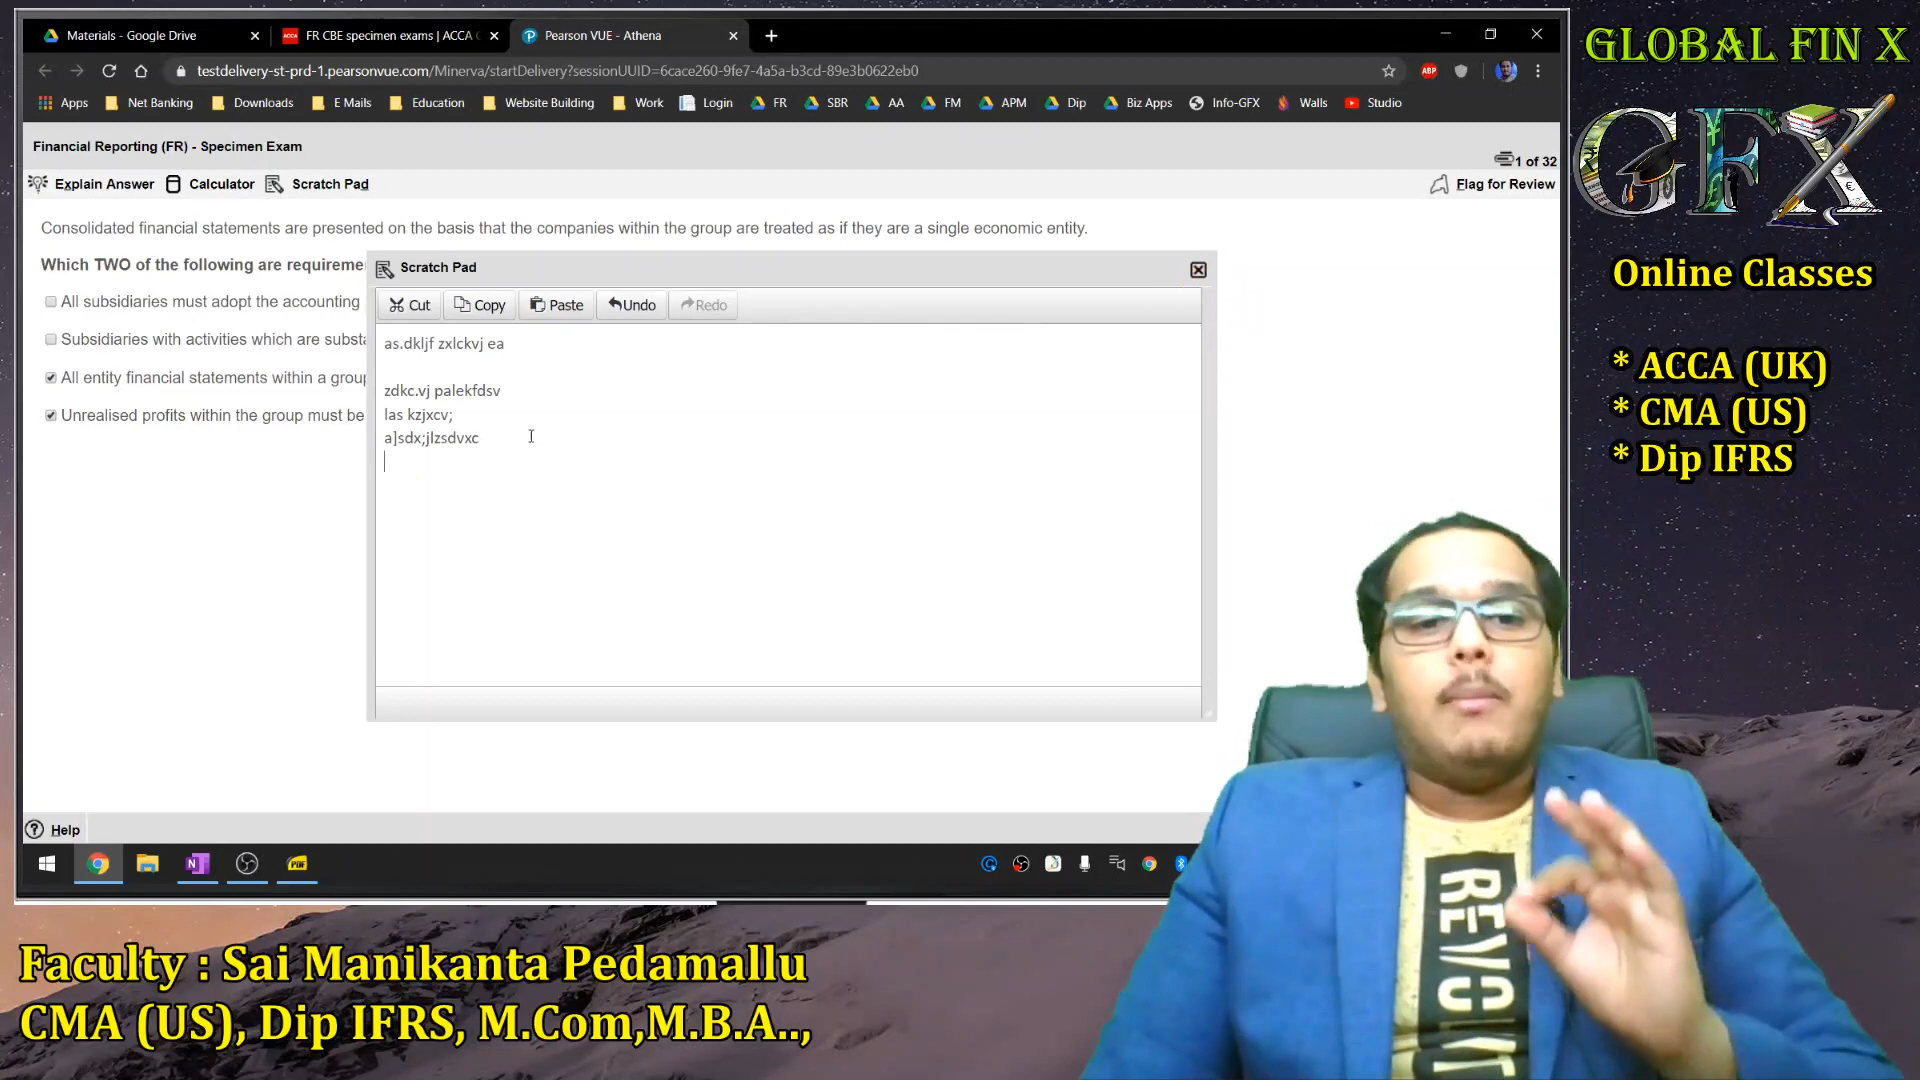 Materials - Google Drive
FR CBE specimen exams | ACCA
Pearson VUE - Athena
testdelivery-st-prd-1.pearsonvue.com/Minerva/startDelivery?sessionUUID=6cace260-9fe7-4a5a-b3cd-89e3b0622eb0
ABP
Apps Net Banking Downloads E Mails Education Website Building Work Login FR SBR AA FM APM Dip Biz Apps Info-GFX Walls Studio
Financial Reporting (FR) - Specimen Exam
1 of 32
Explain Answer Calculator Scratch Pad
Flag for Review
Consolidated financial statements are presented on the basis that the companies within the group are treated as if they are a single economic entity.
Which TWO of the following are requireme
All subsidiaries must adopt the accounting
Subsidiaries with activities which are substa
All entity financial statements within a group
Unrealised profits within the group must be
Scratch Pad
Cut Copy Paste Undo Redo
as.dkljf zxlckvj ea
zdkc.vj palekfdsv
las kzjxcv;
a]sdx;jlzsdvxc
Help
GLOBAL FIN X
GFX
Online Classes
* ACCA (UK)
* CMA (US)
* Dip IFRS
Faculty : Sai Manikanta Pedamallu
CMA (US), Dip IFRS, M.Com,M.B.A..,